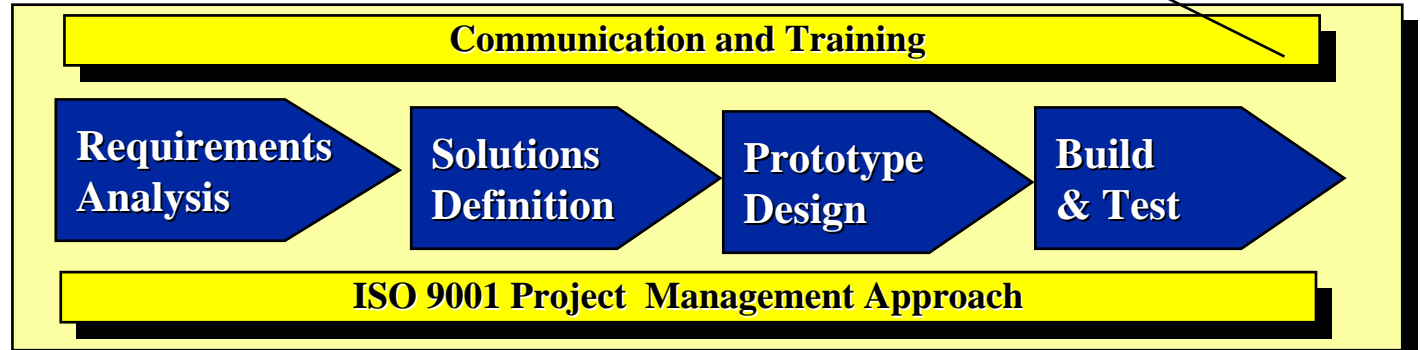 Communication and Training
Requirements
Analysis
Solutions
Definition
Prototype
Design
Build
& Test
ISO 9001 Project Management Approach